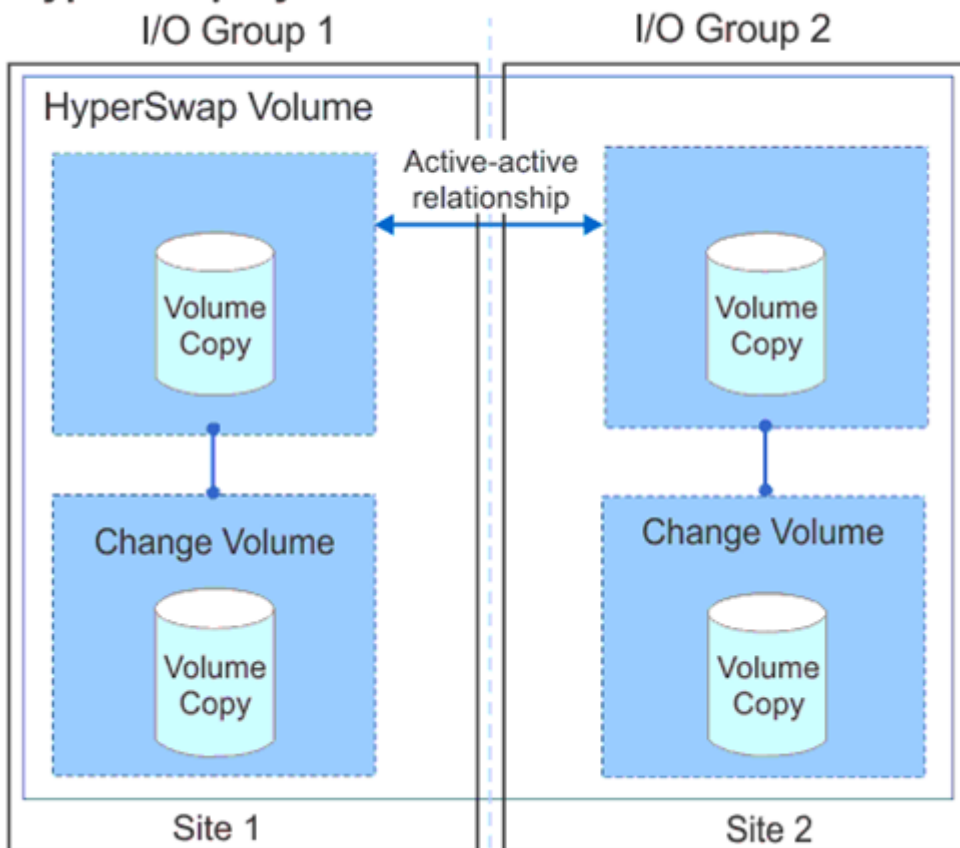 I/O Group 1
I/O Group 2
HyperSwap Volume
Active-active
relationship
Volume
Copy
Volume
Copy
Change Volume
Change Volume
Volume
Copy
Volume
Copy
Site 1
Site 2